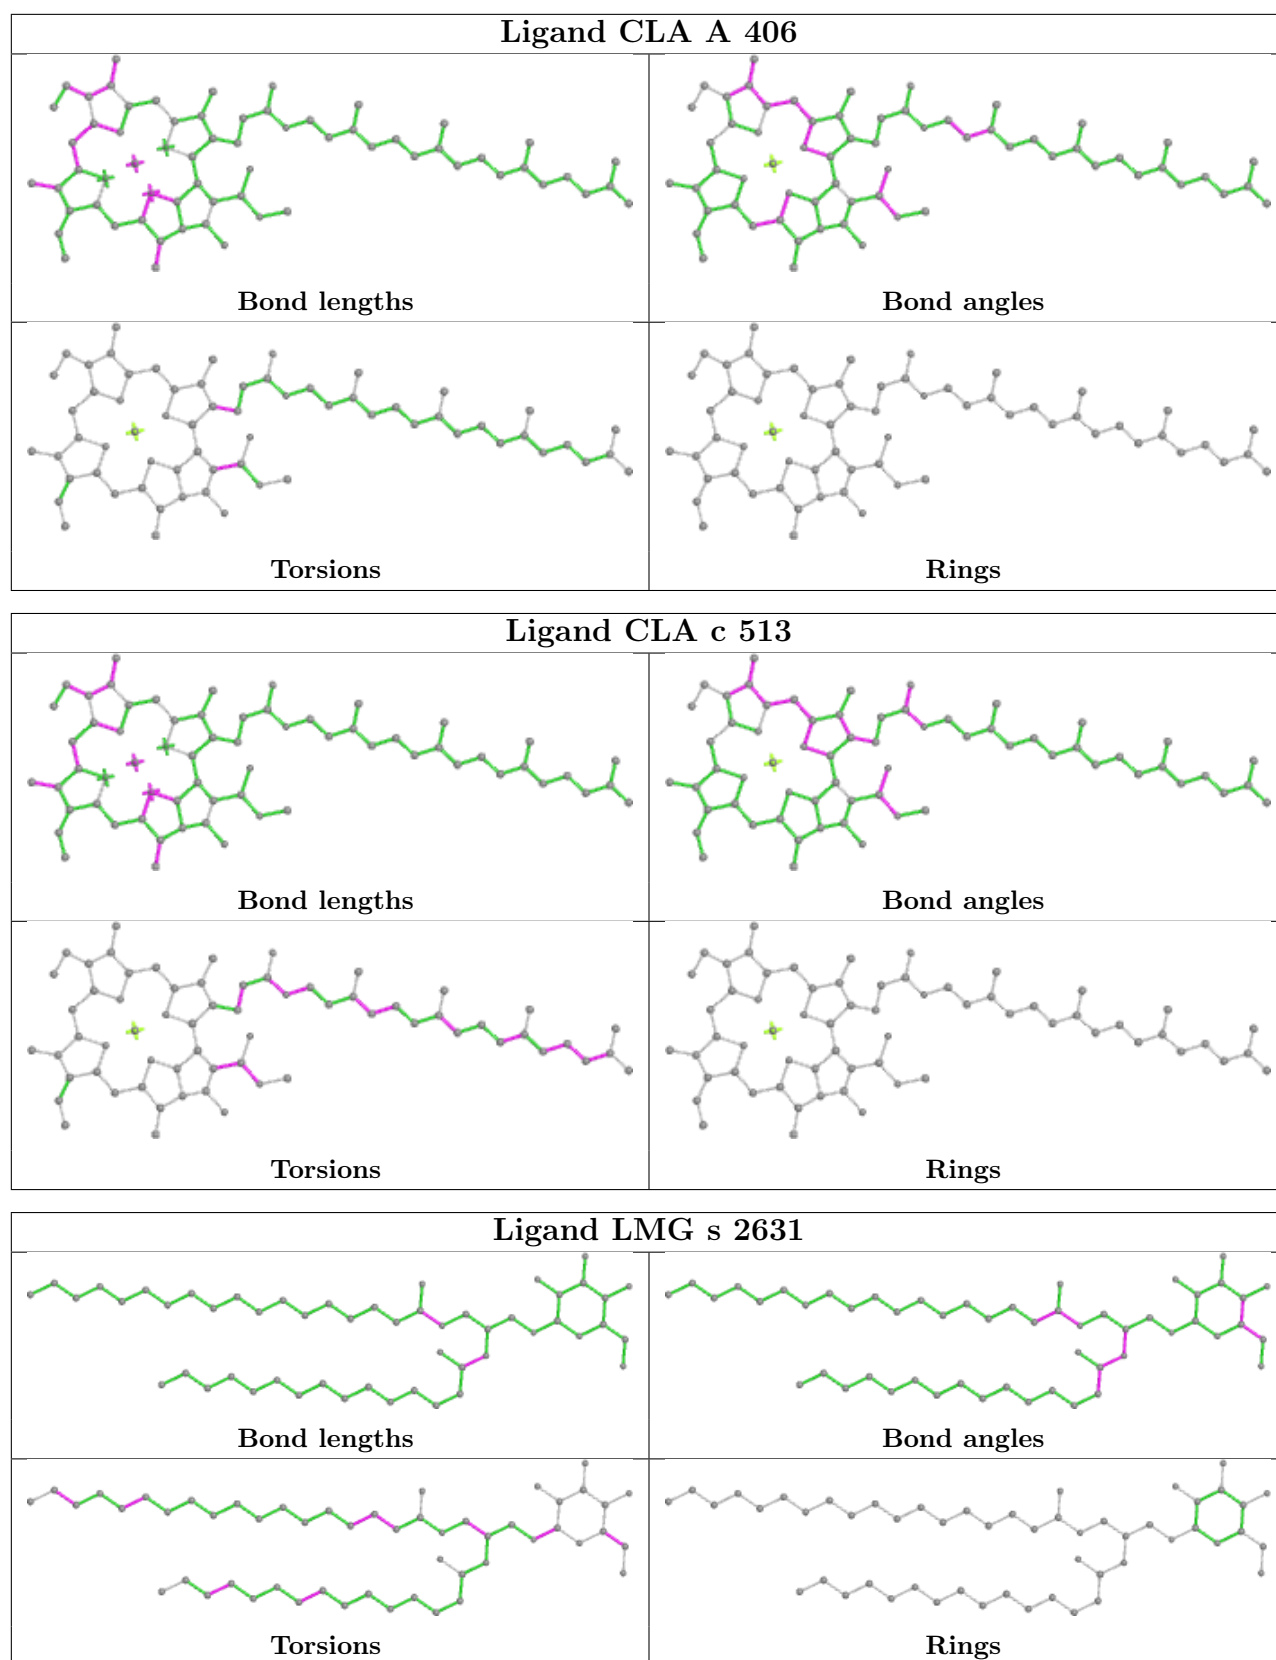 Ligand CLA A 406
Bond lengths
Bond angles
Torsions
Rings
Ligand CLA c 513
Bond lengths
Bond angles
Torsions
Rings
Ligand LMG s 2631
Bond lengths
Bond angles
Torsions
Rings